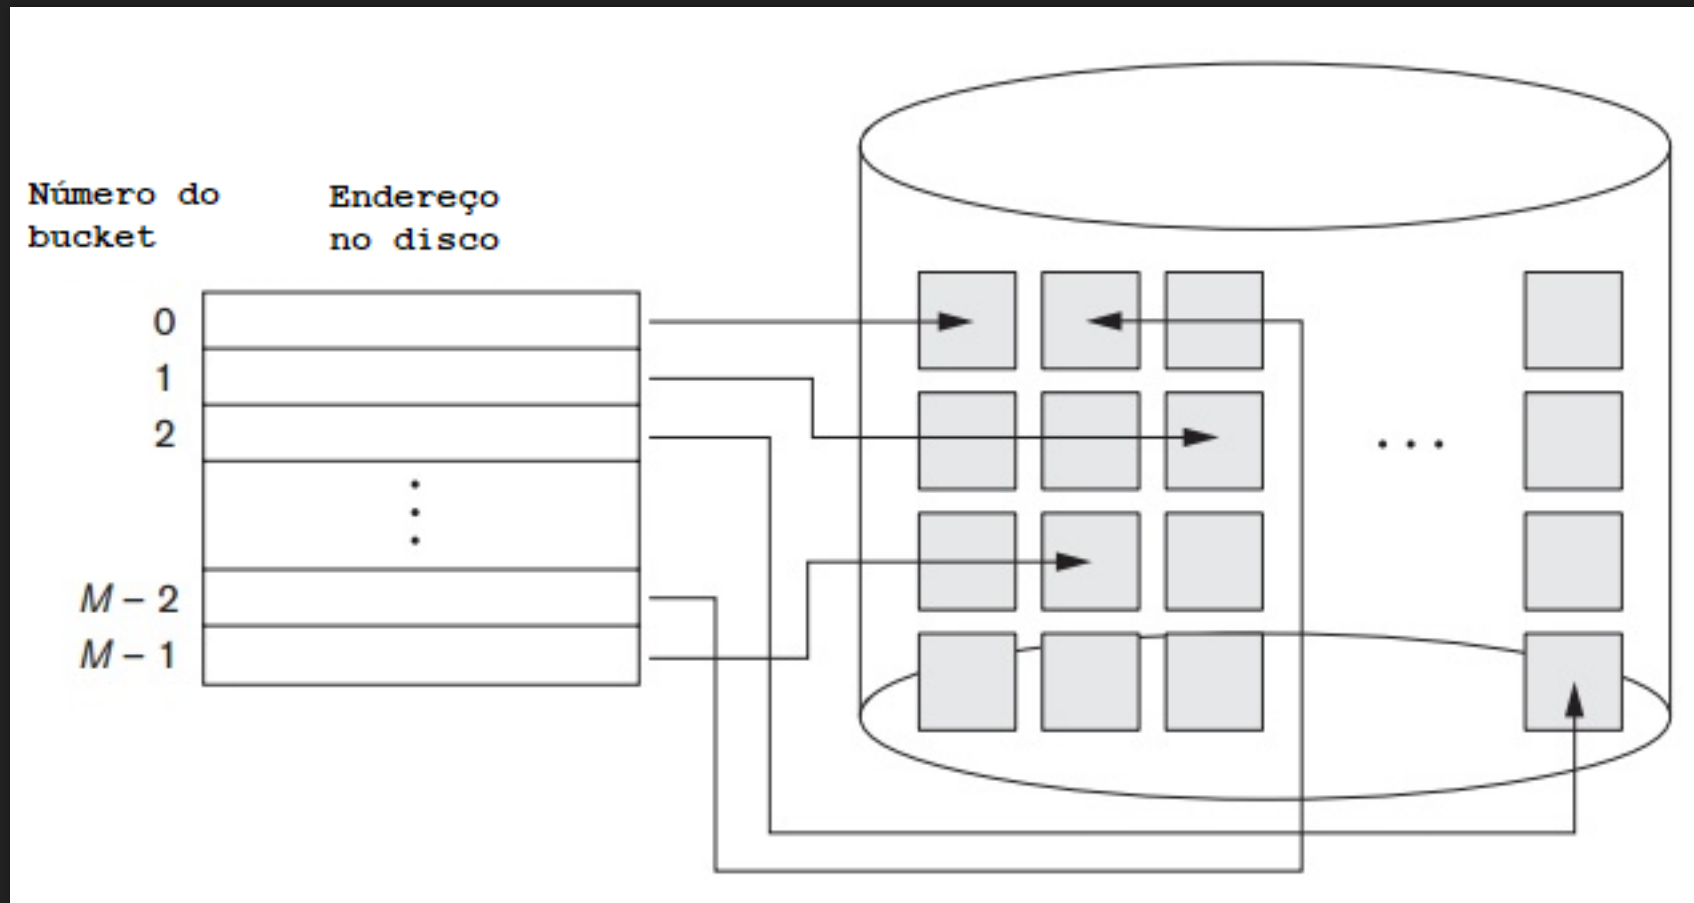 Número do
bucket
Endereço
no disco
0
1
2
M – 2
M – 1